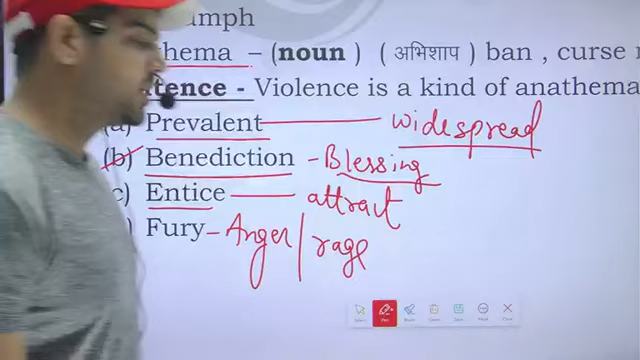 umph
hema – (noun ) ( अभिशाप ) ban , curse
tence - Violence is a kind of anathema
(a) Prevalent widespread
(b) Benediction - Blessing
c) Entice attract
) Fury - Anger / rage